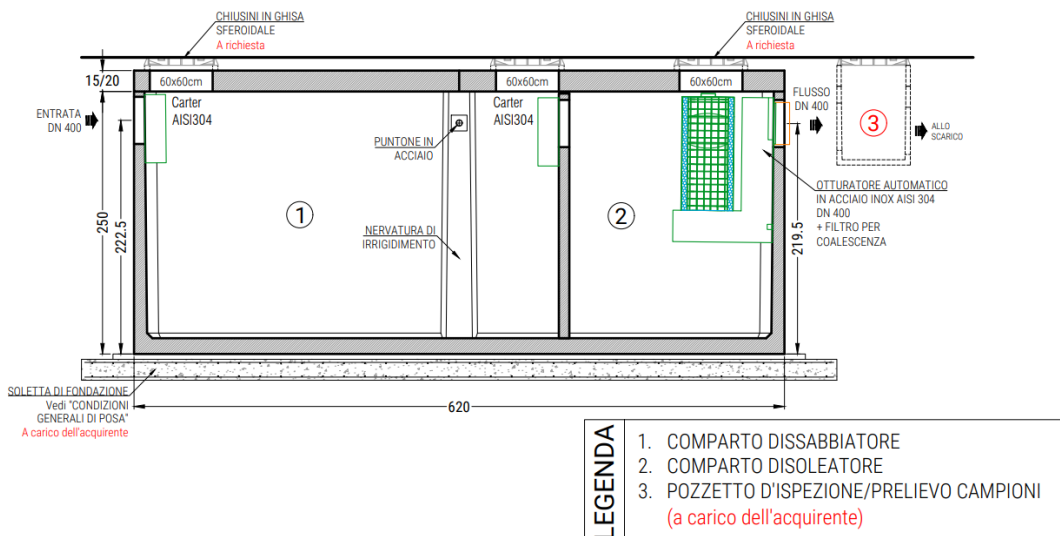 CHIUSINI IN GHISA
SFEROIDALE
A richiesta
CHIUSINI IN GHISA
SFEROIDALE
A richiesta
15/20
60x60cm
60x60cm
60x60cm
ENTRATA
DN 400
Carter
AISI304
Carter
AISI304
FLUSSO
DN 400
3
ALLO
SCARICO
PUNTONE IN
ACCIAIO
1
2
NERVATURA DI
IRRIGIDIMENTO
OTTURATORE AUTOMATICO
IN ACCIAIO INOX AISI 304
DN 400
+ FILTRO PER
COALESCENZA
250
222.5
219.5
SOLETTA DI FONDAZIONE
Vedi "CONDIZIONI
GENERALI DI POSA"
A carico dell'acquirente
620
LEGENDA
1. COMPARTO DISSABBIATORE
2. COMPARTO DISOLEATORE
3. POZZETTO D'ISPEZIONE/PRELIEVO CAMPIONI
(a carico dell'acquirente)